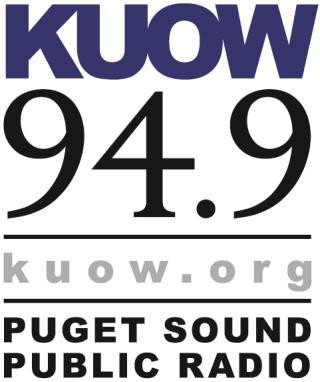 KUOW
94.9
kuow.org
PUGET SOUND
PUBLIC RADIO